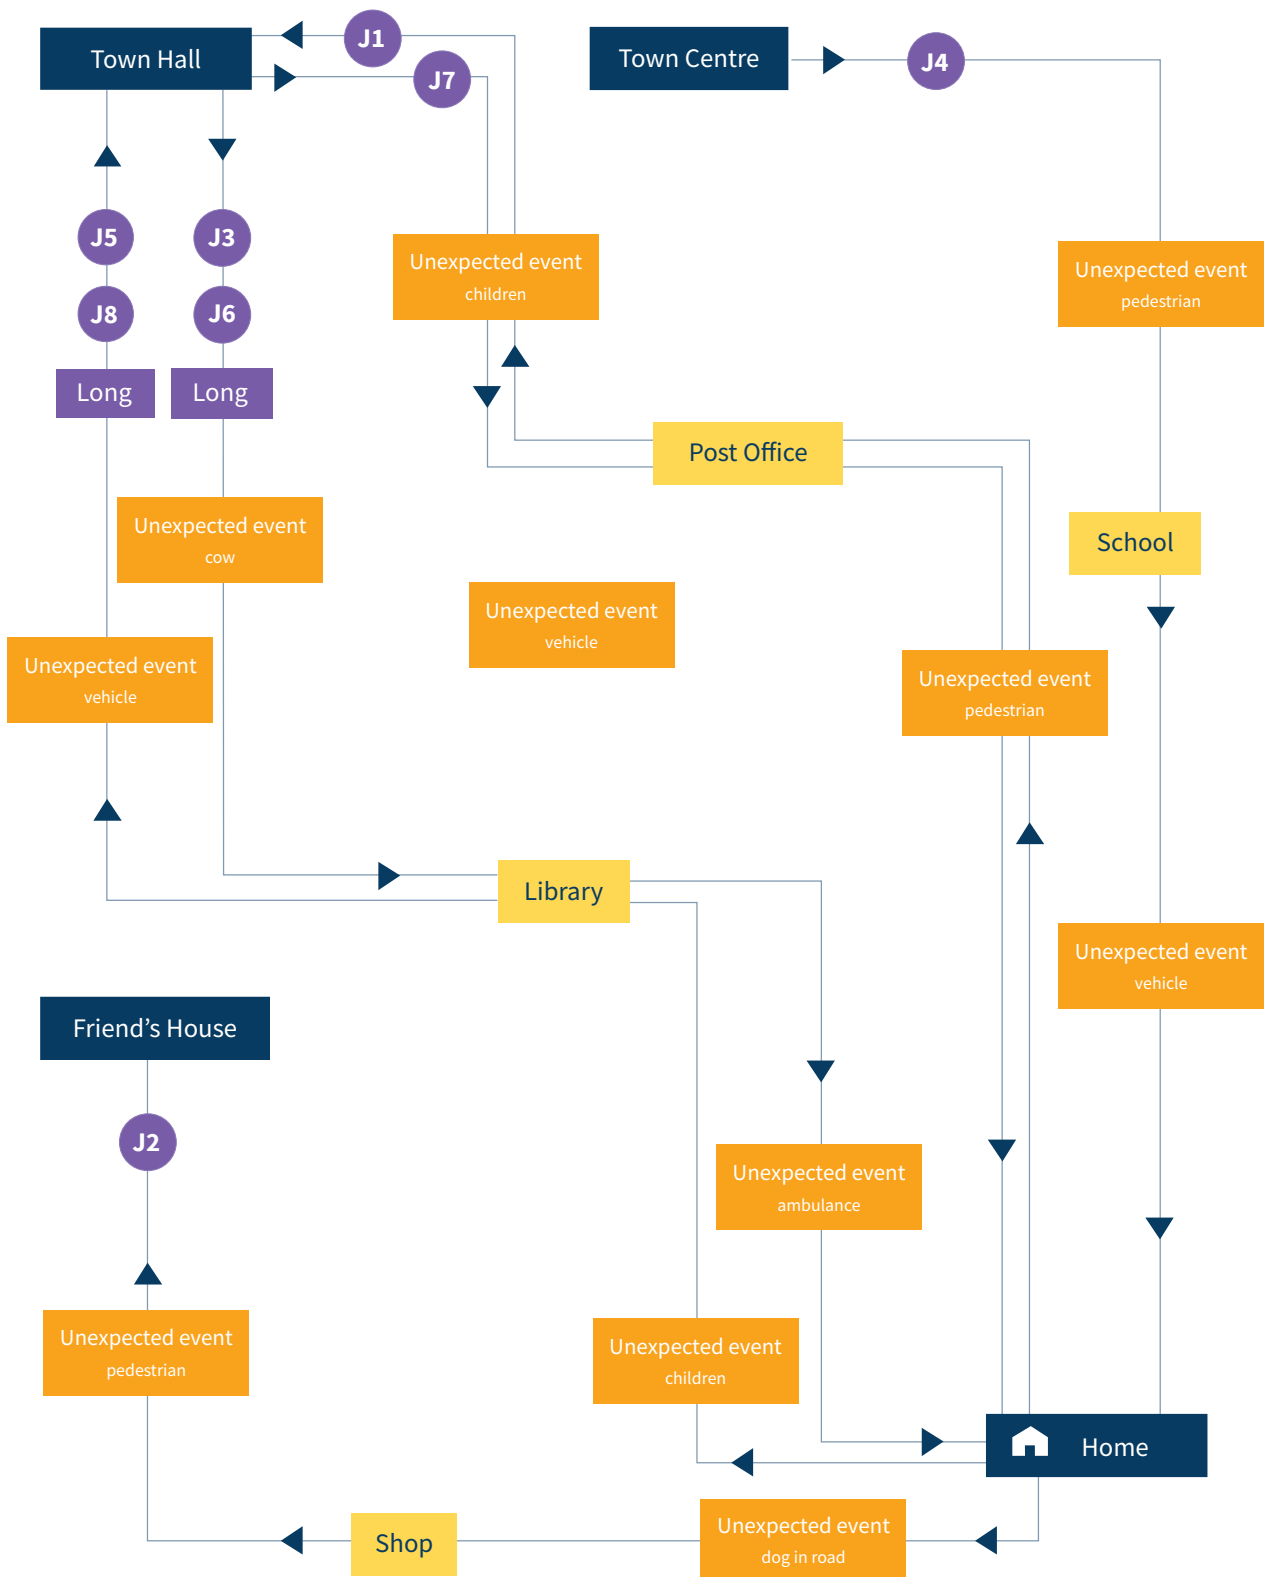 J1
Town Hall
Town Centre
J4
J7
J5
J3
Unexpected event
children
Unexpected event
pedestrian
J8
J6
Long
Long
Post Office
Unexpected event
cow
School
Unexpected event
vehicle
Unexpected event
vehicle
Unexpected event
pedestrian
Library
Unexpected event
vehicle
Friend’s House
J2
Unexpected event
ambulance
Unexpected event
pedestrian
Unexpected event
children
Home
Shop
Unexpected event
dog in road